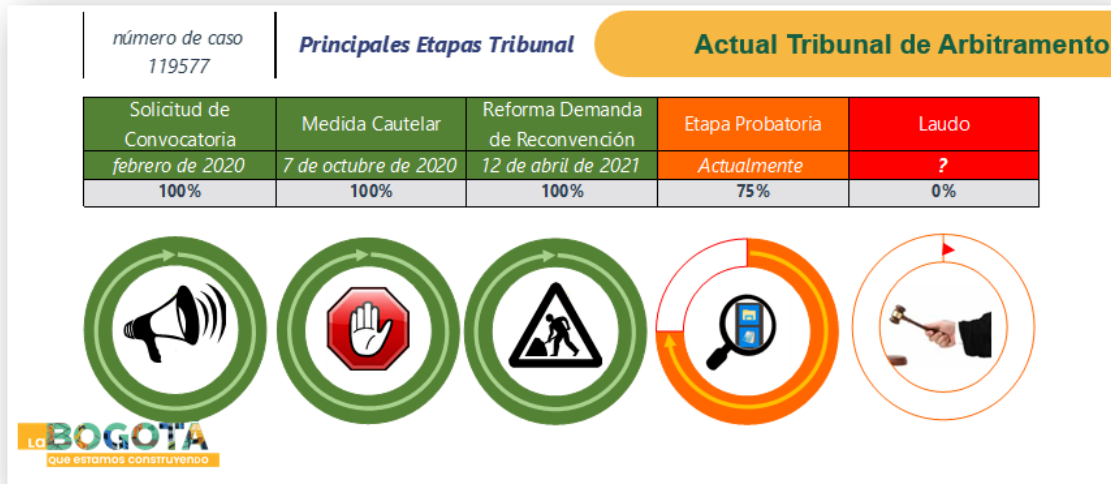 número de caso
119577
Principales Etapas Tribunal
Actual Tribunal de Arbitramento
Solicitud de
Convocatoria
Medida Cautelar
Reforma Demanda
de Reconvención
Etapa Probatoria
Laudo
febrero de 2020
7 de octubre de 2020
12 de abril de 2021
Actualmente
?
100%
100%
100%
75%
0%
La BOGOTÁ
que estamos construyendo